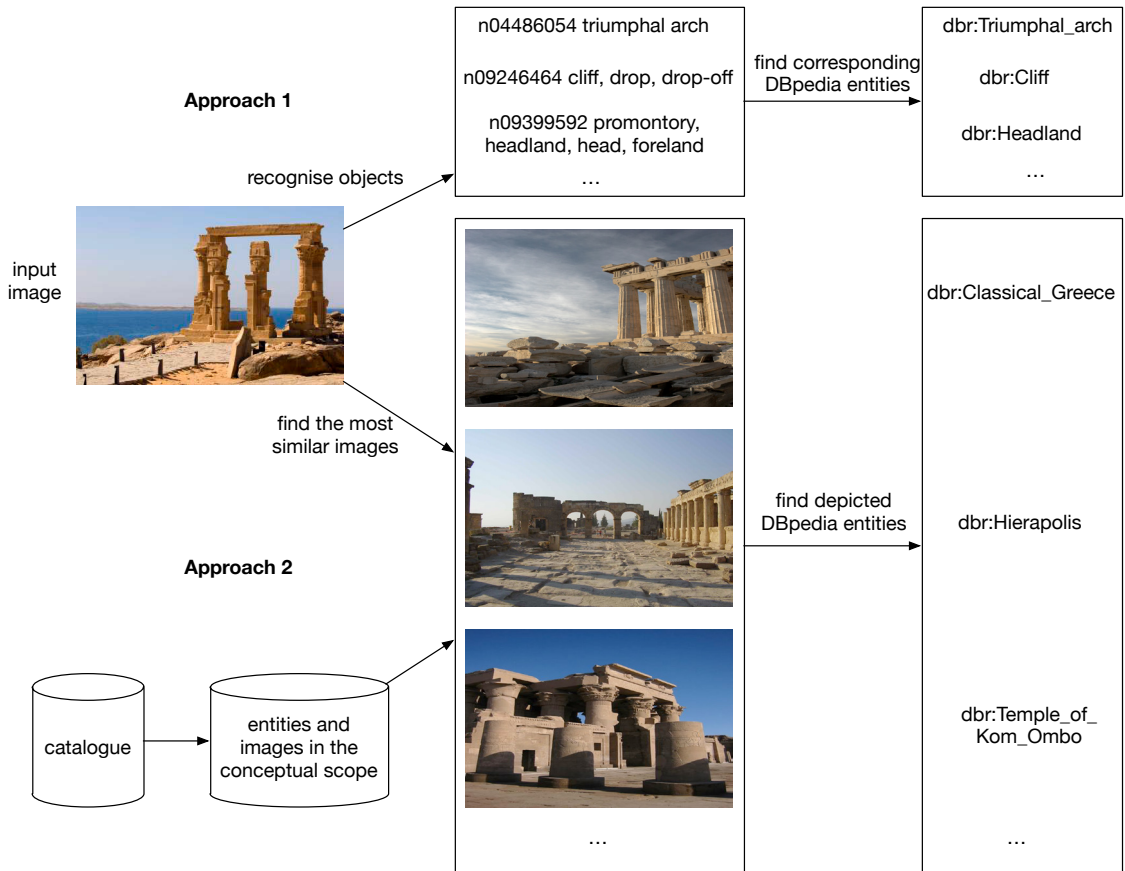 n04486054 triumphal arch
n09246464 cliff, drop, drop-off
n09399592 promontory,
headland, head, foreland
...
find corresponding
DBpedia entities
dbr:Triumphal_arch
dbr:Cliff
dbr:Headland
...
Approach 1
recognise objects
input
image
find the most
similar images
Approach 2
catalogue
entities and
images in the
conceptual scope
...
find depicted
DBpedia entities
dbr:Classical_Greece
dbr:Hierapolis
dbr:Temple_of_
Kom_Ombo
...